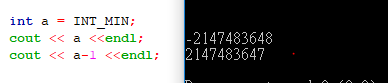 int a = INT_MIN;
cout << a <<endl;
cout << a-1 <<endl;
-2147483648
2147483647